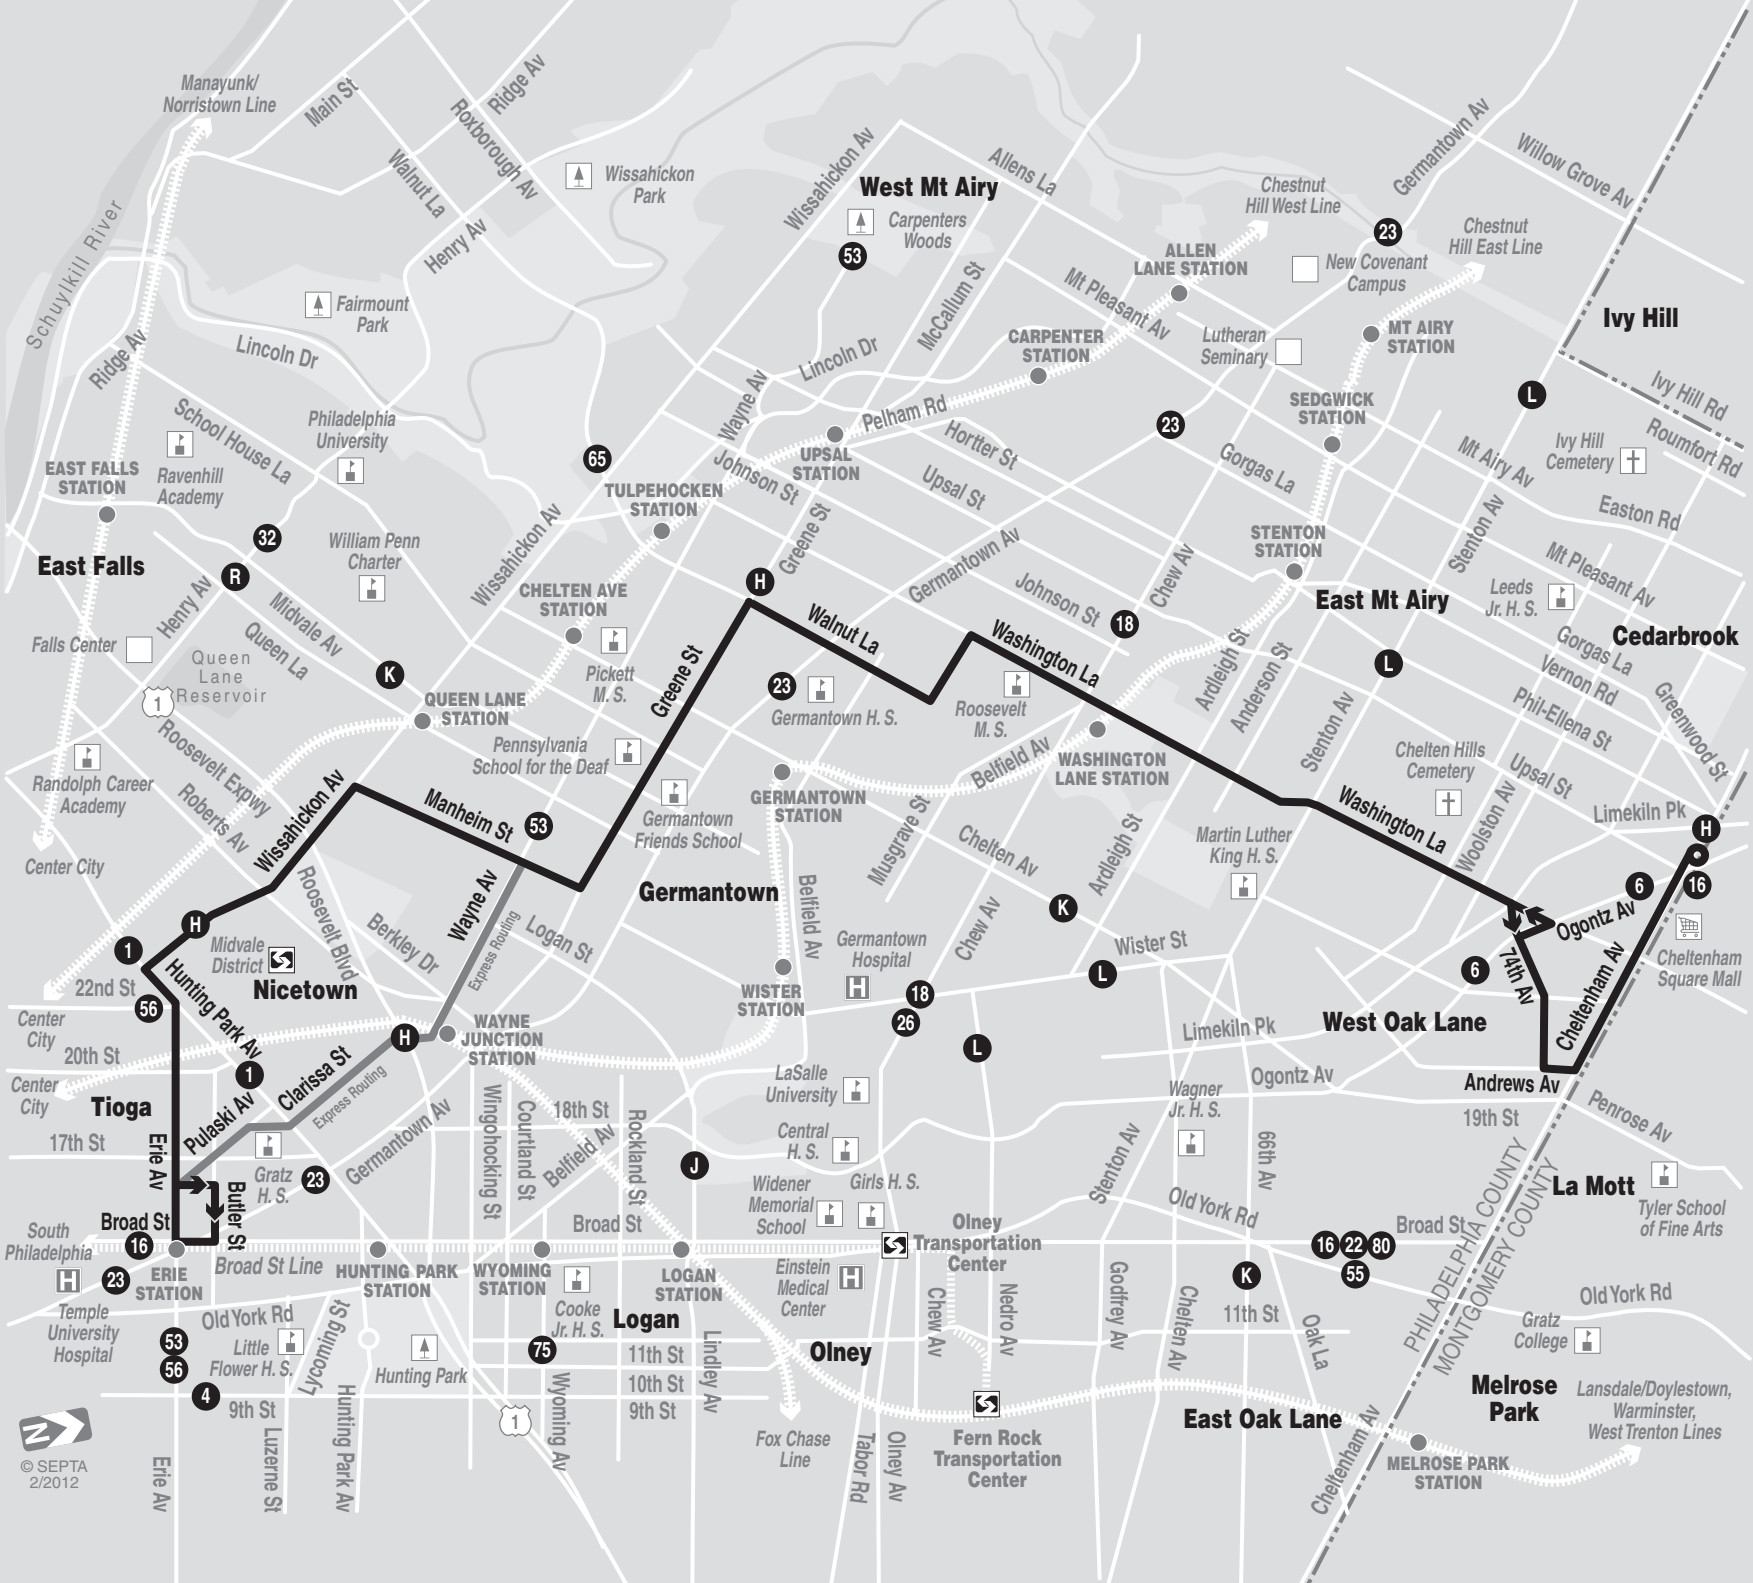 Manayunk/
Norristown Line
Main St
Ridge Av
Roxborough Av
Walnut La
Wissahickon
Park
Henry Av
Schuylkill River
Fairmount
Park
Lincoln Dr
Ridge Av
Wissahickon Av
West Mt Airy
Carpenters
Woods
53
Allens La
McCallum St
Mt Pleasant Av
Chestnut
Hill West Line
Germantown Av
Willow Grove Av
23
Chestnut
Hill East Line
ALLEN
LANE STATION
New Covenant
Campus
Ivy Hill
MT AIRY
STATION
Lutheran
Seminary
CARPENTER
STATION
Lincoln Dr
Wayne Av
Pelham Rd
Ivy Hill Rd
L
SEDGWICK
STATION
Roumfort Rd
School House La
Philadelphia
University
Ravenhill
Academy
EAST FALLS
STATION
65
TULPEHOCKEN
STATION
Johnson St
UPSAL
STATION
Hortter St
Upsal St
23
Gorgas La
Mt Airy Av
Ivy Hill
Cemetery
Easton Rd
Stenton Av
32
R
William Penn
Charter
East Falls
Wissahickon Av
Greene St
Germantown Av
Johnson St
Chew Av
STENTON
STATION
Mt Pleasant Av
Leeds
Jr. H. S.
East Mt Airy
Cedarbrook
CHELTEN AVE
STATION
H
Henry Av
Midvale Av
Queen La
Falls Center
Queen
Lane
Reservoir
1
K
Pickett
M. S.
QUEEN LANE
STATION
Greene St
Walnut La
Washington La
18
23
Germantown H. S.
Roosevelt
M. S.
Ardleigh St
Anderson St
L
Gorgas La
Vernon Rd
Phil-Ellena St
Greenwood St
Stenton Av
Roosevelt Expwy
Randolph Career
Academy
Roberts Av
Pennsylvania
School for the Deaf
Belfield Av
WASHINGTON
LANE STATION
Chelten Hills
Cemetery
Upsal St
Limekiln Pk
Wissahickon Av
Manheim St
53
Germantown
Friends School
GERMANTOWN
STATION
Washington La
Woolston Av
H
16
6
Center City
Musgrave St
Chelten Av
Ardleigh St
Martin Luther
King H. S.
Germantown
Wayne Av
Express Routing
Logan St
Belfield Av
Roosevelt Blvd
Berkley Dr
H
1
Midvale
District
Nicetown
Hunting Park Av
22nd St
56
Center
City
Chew Av
K
Germantown
Hospital
Wister St
L
18
26
WISTER
STATION
Ogontz Av
74th Av
6
Cheltenham Av
Cheltenham
Square Mall
West Oak Lane
Limekiln Pk
20th St
Center
City
1
Tioga
H
WAYNE
JUNCTION
STATION
L
Clarissa St
Express Routing
Pulaski Av
17th St
Erie Av
Gratz
H. S.
23
Germantown Av
Wingohocking St
Courtland St
18th St
Belfield Av
Rockland St
J
LaSalle
University
Central
H. S.
Widener
Memorial
School
Girls H. S.
Wagner
Jr. H. S.
Ogontz Av
Andrews Av
19th St
Penrose Av
66th Av
Stenton Av
Old York Rd
PHILADELPHIA COUNTY
MONTGOMERY COUNTY
La Mott
Tyler School
of Fine Arts
South
Philadelphia
Broad St
16
Butler St
23
ERIE
STATION
Broad St Line
HUNTING PARK
STATION
WYOMING
STATION
Broad St
LOGAN
STATION
Olney
Transportation
Center
Einstein
Medical
Center
16
22
80
55
Broad St
K
11th St
Old York Rd
Gratz
College
Temple
University
Hospital
Old York Rd
Little
Flower H. S.
Lycoming St
Hunting Park
Cooke
Jr. H. S.
Logan
75
53
56
4
9th St
Luzerne St
Hunting Park Av
Erie Av
1
Wyoming Av
11th St
10th St
9th St
Lindley Av
Olney
Chew Av
Nedro Av
Godfrey Av
Chelten Av
Oak La
Fox Chase
Line
Tabor Rd
Olney Av
Fern Rock
Transportation
Center
East Oak Lane
Cheltenham Av
Melrose
Park
MELROSE PARK
STATION
Lansdale/Doylestown,
Warminster,
West Trenton Lines
N
© SEPTA
2/2012